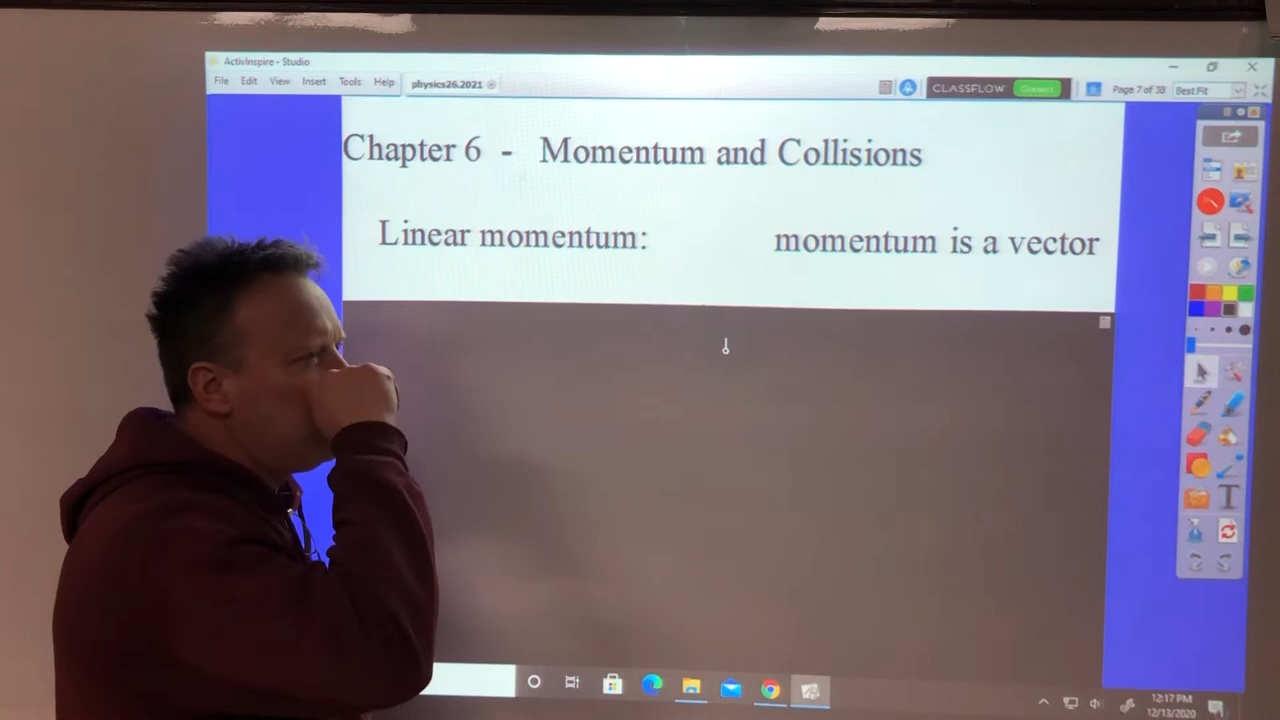 ActivInspire - Studio
File Edit View Insert Tools Help physics26.2021 CLASSFLOW Connect Page 7 of 38 Best Fit
Chapter 6 - Momentum and Collisions
Linear momentum: momentum is a vector
12:17 PM
12/13/2020